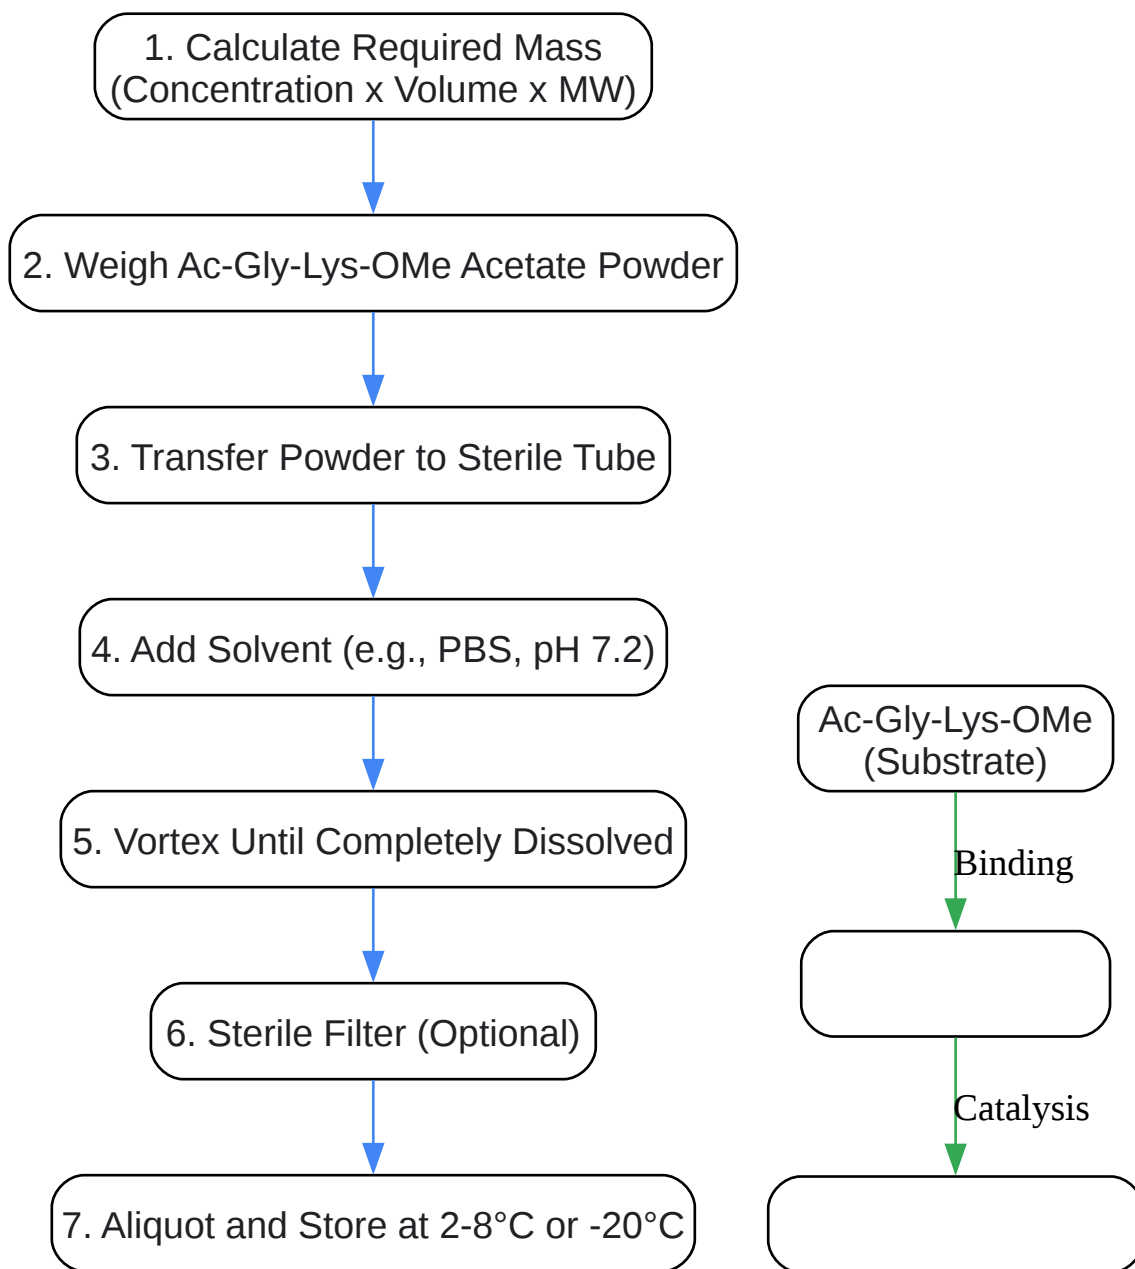 1. Calculate Required Mass
(Concentration x Volume x MW)
2. Weigh Ac-Gly-Lys-OMe Acetate Powder
3. Transfer Powder to Sterile Tube
4. Add Solvent (e.g., PBS, pH 7.2)
5. Vortex Until Completely Dissolved
6. Sterile Filter (Optional)
7. Aliquot and Store at 2-8°C or -20°C
Ac-Gly-Lys-OMe
(Substrate)
Binding
Catalysis